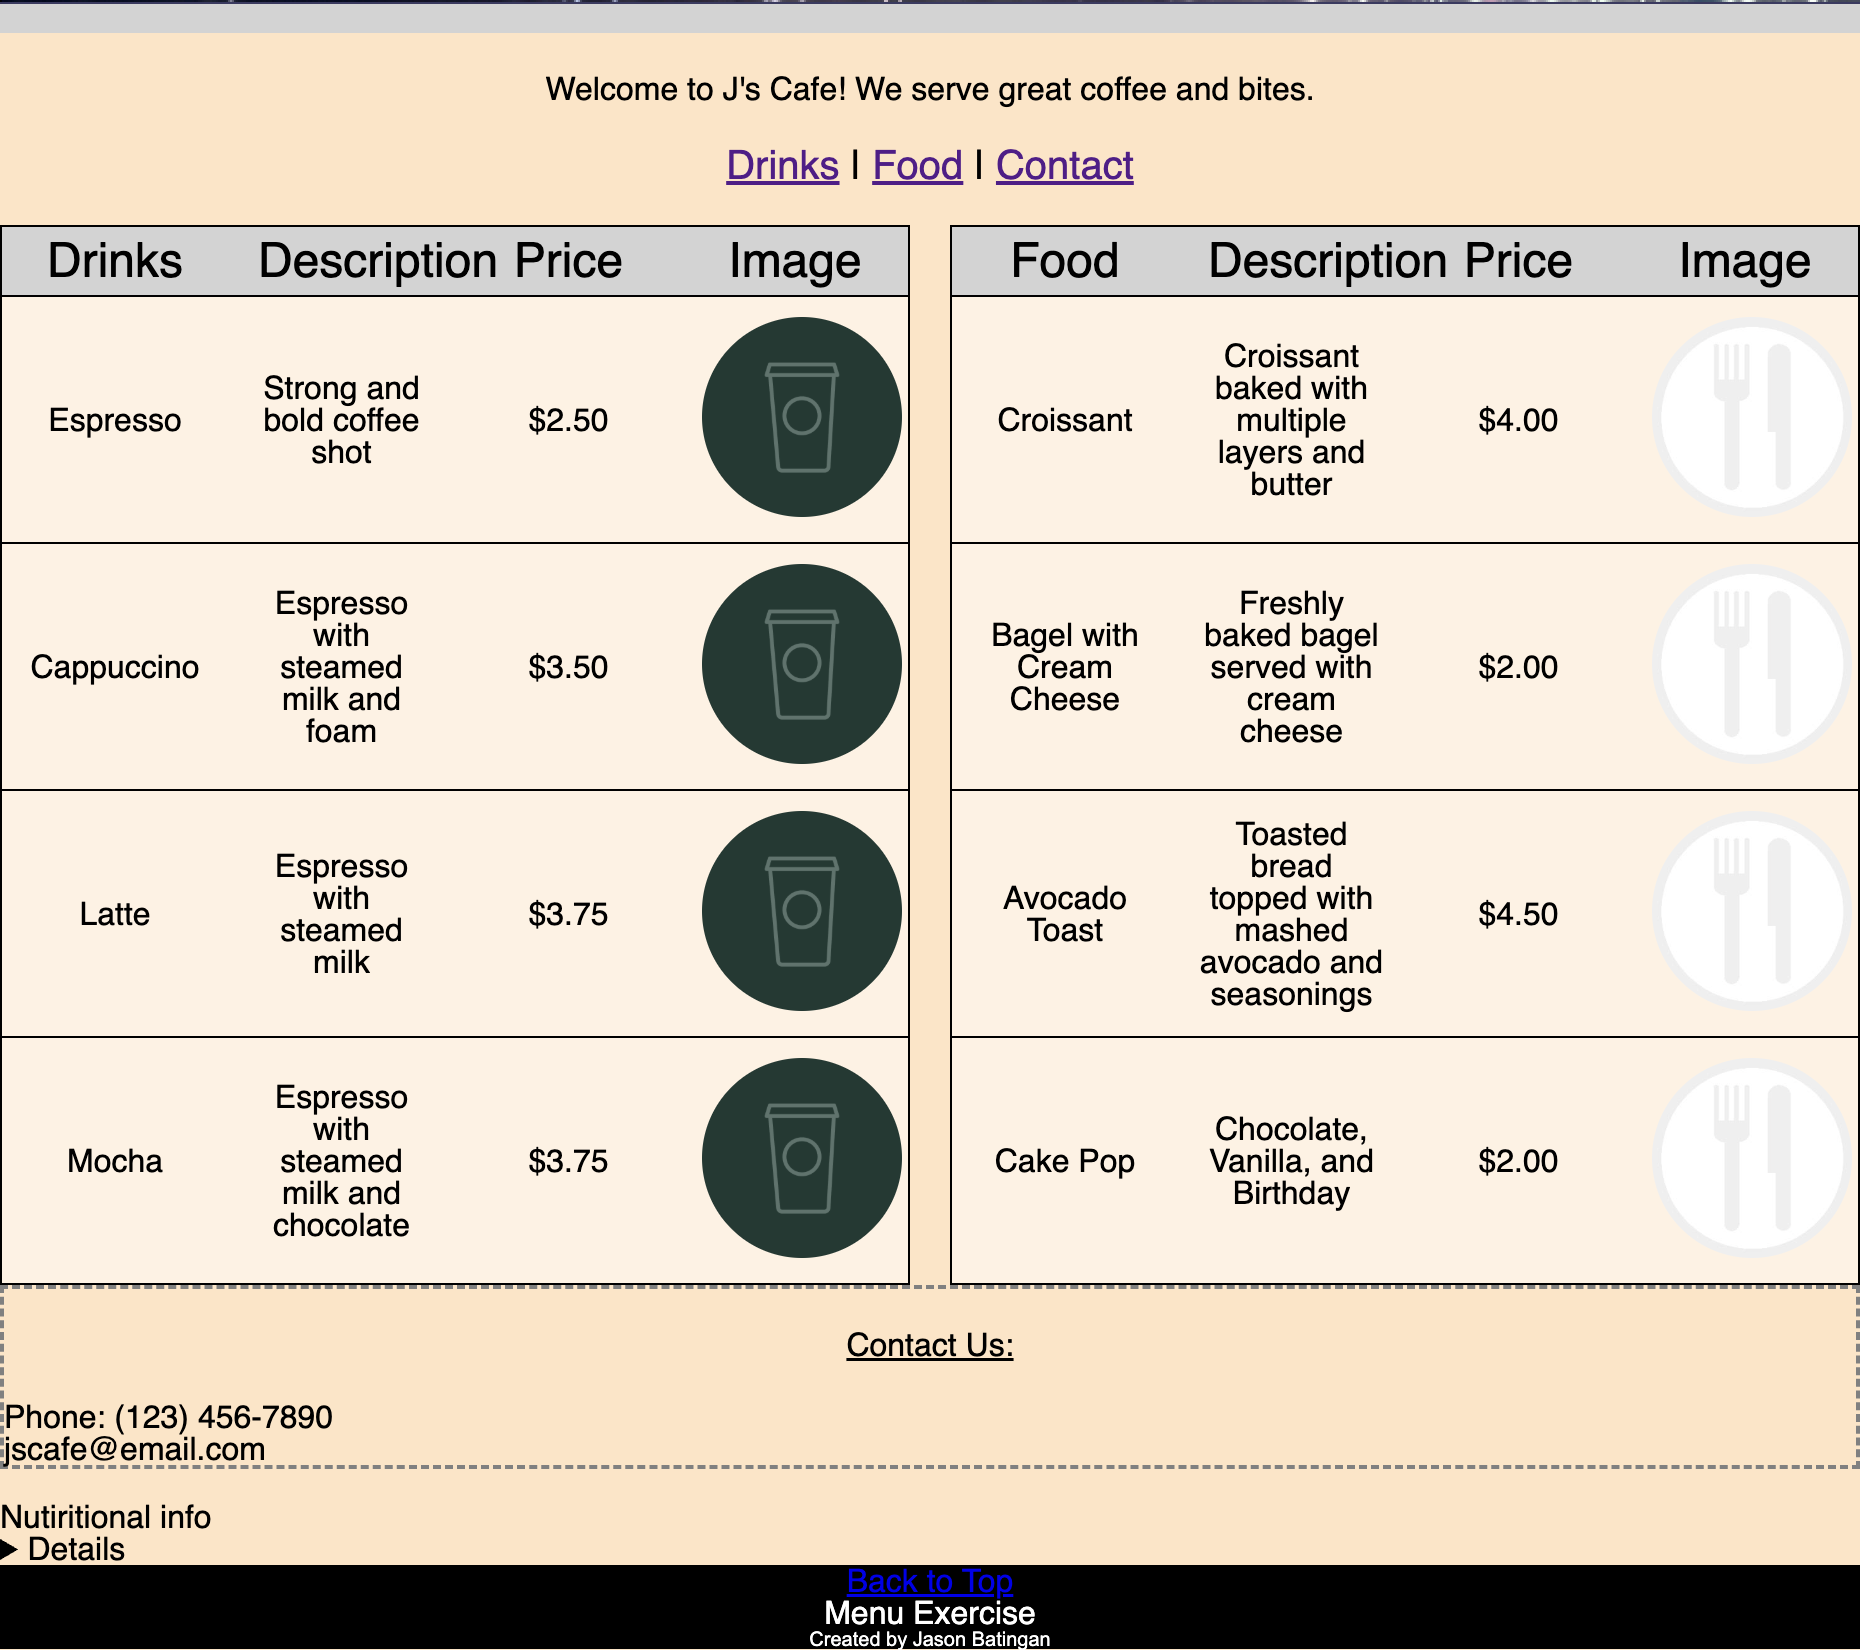 Welcome to J's Cafe! We serve great coffee and bites.
Drinks | Food | Contact
Drinks Description Price Image
Espresso
Strong and
bold coffee
shot
$2.50
Cappuccino
Espresso
with
steamed
milk and
foam
$3.50
Latte
Espresso
with
steamed
milk
$3.75
Mocha
Espresso
with
steamed
milk and
chocolate
$3.75
Food Description Price Image
Croissant
Croissant
baked with
multiple
layers and
butter
$4.00
Bagel with
Cream
Cheese
Freshly
baked bagel
served with
cream
cheese
$2.00
Avocado
Toast
Toasted
bread
topped with
mashed
avocado and
seasonings
$4.50
Cake Pop
Chocolate,
Vanilla, and
Birthday
$2.00
Contact Us:
Phone: (123) 456-7890
jscafe@email.com
Nutiritional info
Details
Back to Top
Menu Exercise
Created by Jason Batingan